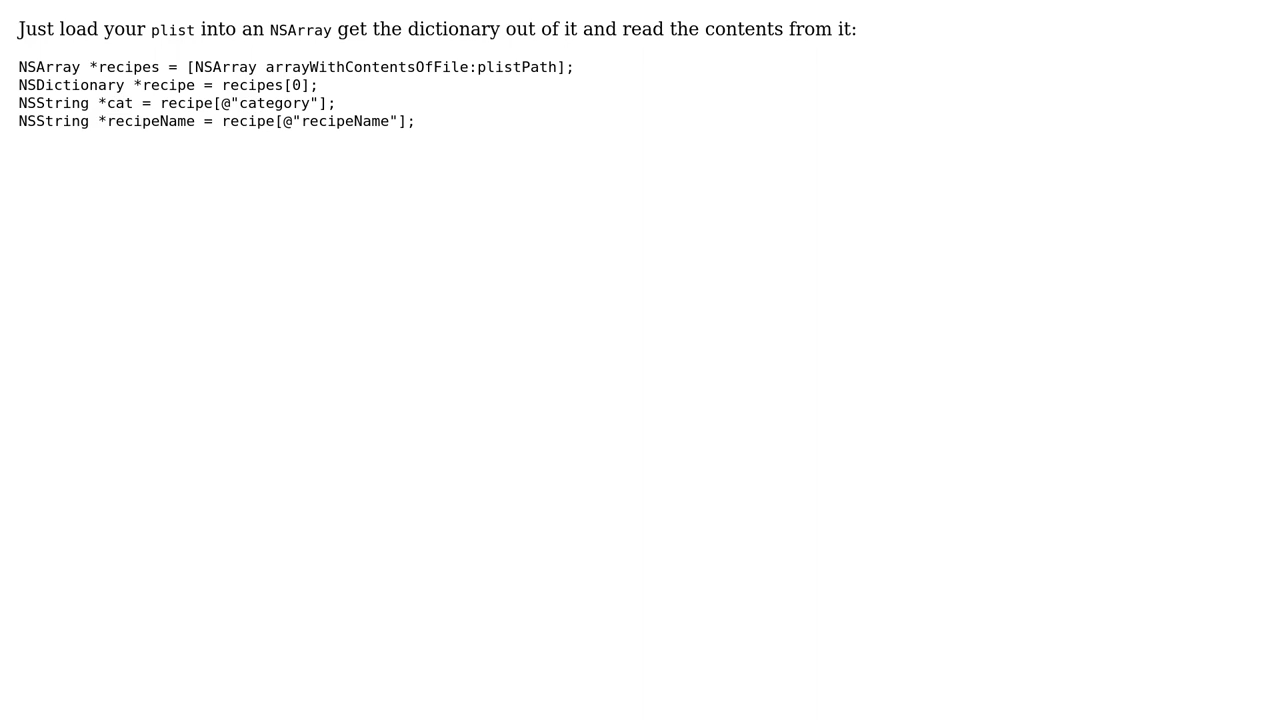 Just load your plist into an NSArray get the dictionary out of it and read the contents from it:
NSArray *recipes = [NSArray arrayWithContentsOfFile:plistPath];
NSDictionary *recipe = recipes[0];
NSString *cat = recipe[@"category"];
NSString *recipeName = recipe[@"recipeName"];